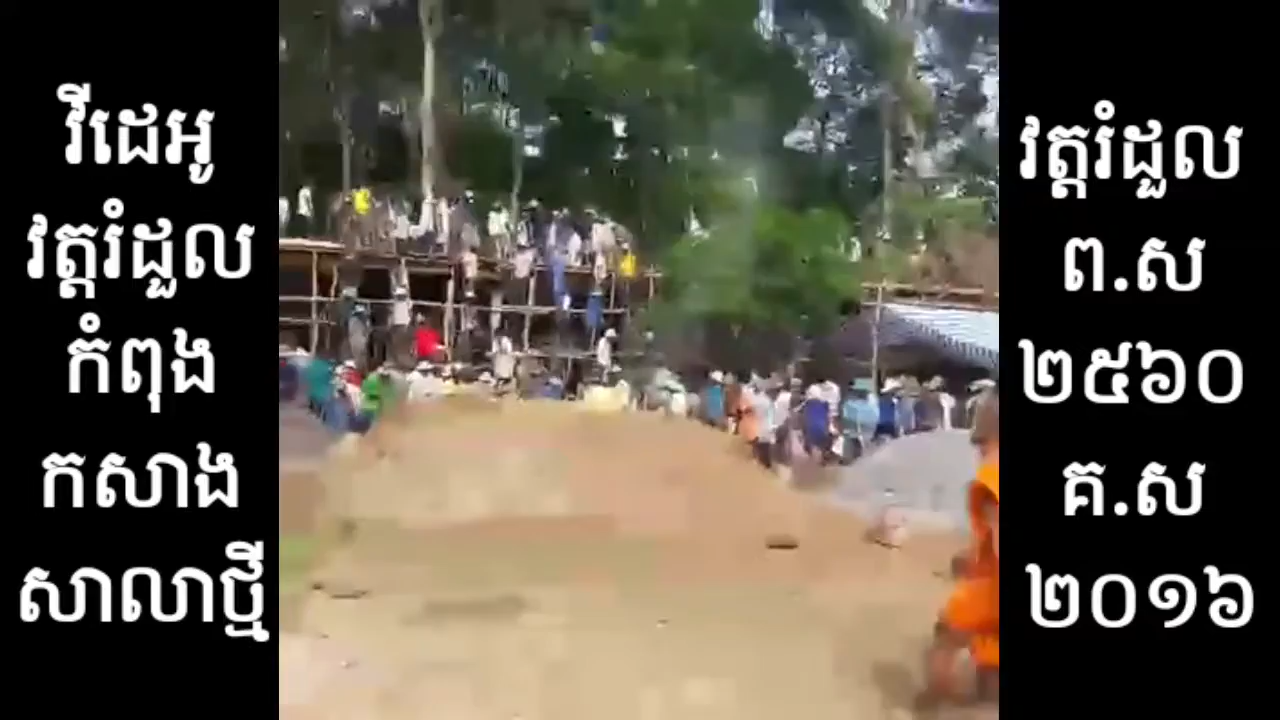 វីដេអូ
វត្តរំដួល
កំពុង
កសាង
សាលាថ្មី
វត្តរំដួល
ព.ស
២៥៦០
គ.ស
២០១៦